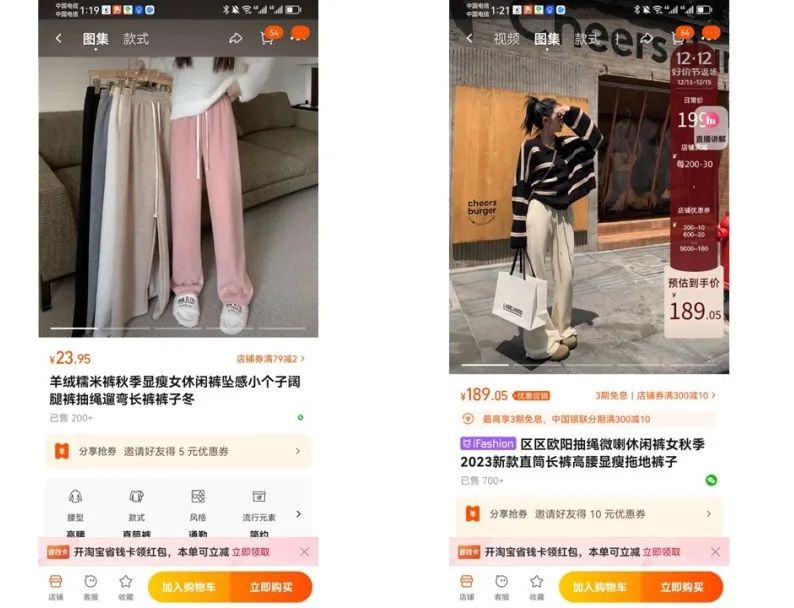 中国电信
中国电信
1:19
图集 款式
54
¥23.95
店铺券满79减2 >
羊绒糯米裤秋季显瘦女休闲裤坠感小个子阔
腿裤抽绳遛弯长裤裤子冬
已售 200+
分享抢券 邀请好友得 5 元优惠券 >
腰型 款式 风格 流行元素 >
高腰 直筒裤 通勤 简约
省钱卡 开淘宝省钱卡领红包，本单可立减 立即领取
店铺 客服 收藏 加入购物车 立即购买
中国电信
中国电信
1:21
视频 图集 款式
54
cheers
cheers
burger
LABELHOOD
12·12
好价节返场
12/13-12/15
日常价
199
直播讲解
每200-30
店铺优惠券
300-10
600-20
5000-160
预估到手价
¥
189.05
¥189.05 优惠促销
3期免息 | 店铺券满300减10 >
最高享3期免息，中国银联分期满300减10
iFashion 区区欧阳抽绳微喇休闲裤女秋季
2023新款直筒长裤高腰显瘦拖地裤子
已售 700+
分享抢券 邀请好友得 10 元优惠券 >
省钱卡 开淘宝省钱卡领红包，本单可立减 立即领取
店铺 客服 收藏 加入购物车 立即购买